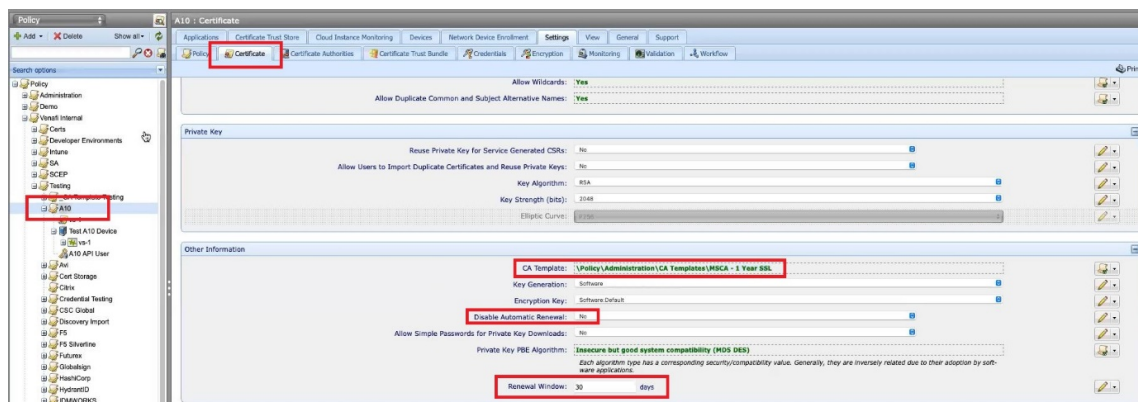 Policy
A10 : Certificate
Add
Delete
Show all
Applications
Certificate Trust Store
Cloud Instance Monitoring
Devices
Network Device Enrollment
Settings
View
General
Support
Policy
Certificate
Certificate Authorities
Certificate Trust Bundle
Credentials
Encryption
Monitoring
Validation
Workflow
Search options
Prin
Policy
Administration
Demo
Venafi Internal
Certs
Developer Environments
Intune
SA
SCEP
Testing
_CA Template Testing
A10
vs-1
Test A10 Device
vs-1
A10 API User
Avi
Cert Storage
Citrix
Credential Testing
CSC Global
Discovery Import
F5
F5 Silverline
Futurex
Globalsign
HashiCorp
HydrantID
IDMWORKS
Allow Wildcards: Yes
Allow Duplicate Common and Subject Alternative Names: Yes
Private Key
Reuse Private Key for Service Generated CSRs: No
Allow Users to Import Duplicate Certificates and Reuse Private Keys: No
Key Algorithm: RSA
Key Strength (bits): 2048
Elliptic Curve:
Other Information
CA Template: \Policy\Administration\CA Templates\MSCA - 1 Year SSL
Key Generation: Software
Encryption Key: Software:Default
Disable Automatic Renewal: No
Allow Simple Passwords for Private Key Downloads: No
Private Key PBE Algorithm: Insecure but good system compatibility (MD5 DES)
Each algorithm type has a corresponding security/compatibility value. Generally, they are inversely related due to their adoption by soft-
ware applications.
Renewal Window: 30 days